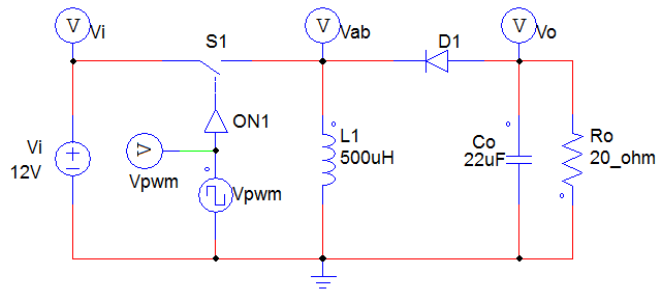 V Vi
S1
V Vab
D1
V Vo
Vi
12V
ON1
V
Vpwm
Vpwm
L1
500uH
Co
22uF
Ro
20_ohm